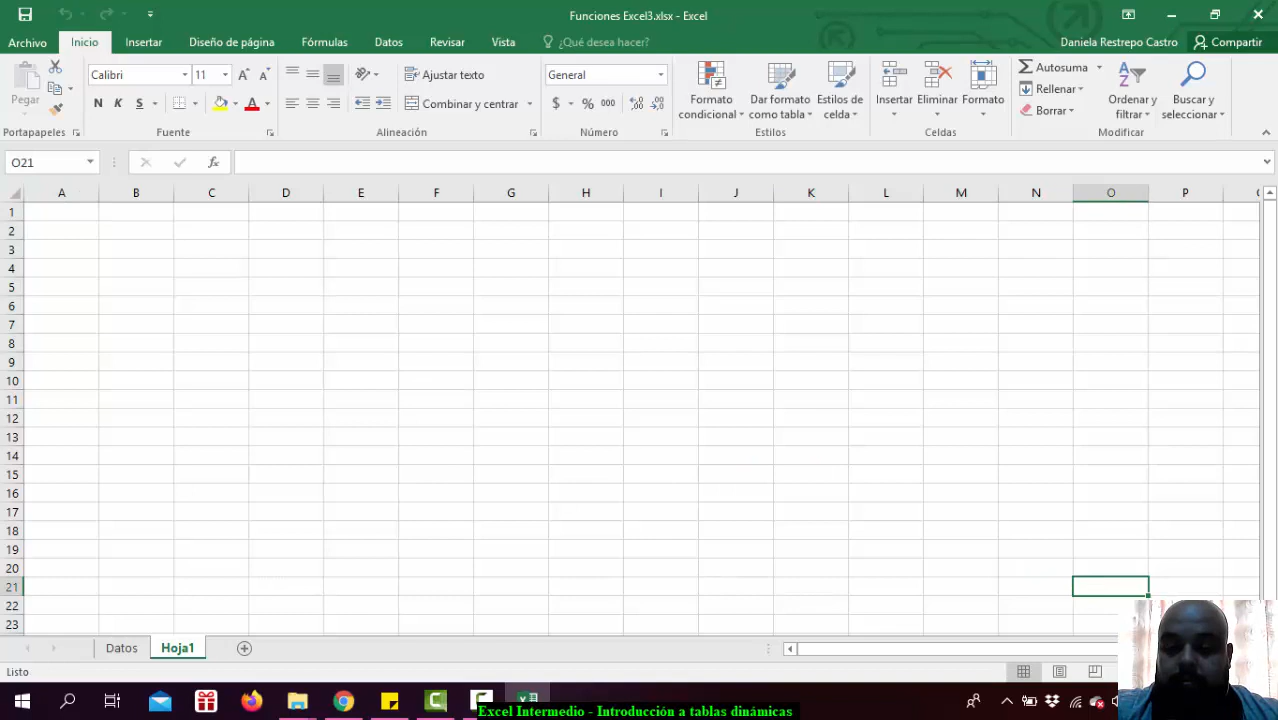 Funciones Excel3.xlsx - Excel
Archivo Inicio Insertar Diseño de página Fórmulas Datos Revisar Vista ¿Qué desea hacer? Daniela Restrepo Castro Compartir
Pegar
Portapapeles
Calibri 11
N K S
Fuente
Ajustar texto
Combinar y centrar
Alineación
General
$ % 000
Número
Formato condicional
Dar formato como tabla
Estilos de celda
Estilos
Insertar Eliminar Formato
Celdas
Autosuma
Rellenar
Borrar
Ordenar y filtrar
Buscar y seleccionar
Modificar
O21
fx
A B C D E F G H I J K L M N O P
1
2
3
4
5
6
7
8
9
10
11
12
13
14
15
16
17
18
19
20
21
22
23
Datos Hoja1
Listo
Excel Intermedio - Introducción a tablas dinámicas